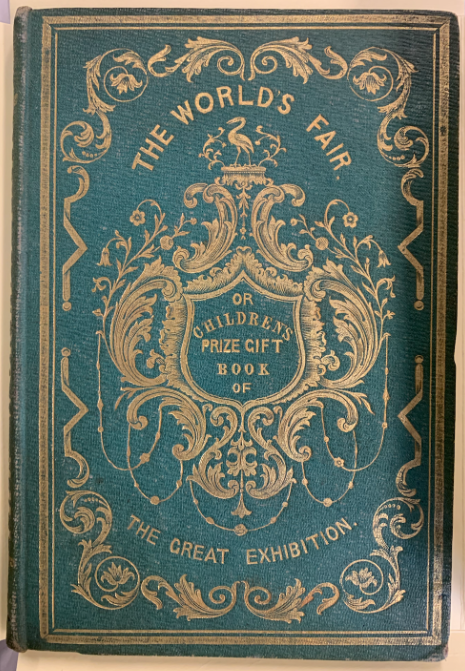 THE WORLD'S FAIR.
OR
CHILDREN'S
PRIZE GIFT
BOOK
OF
THE GREAT EXHIBITION.